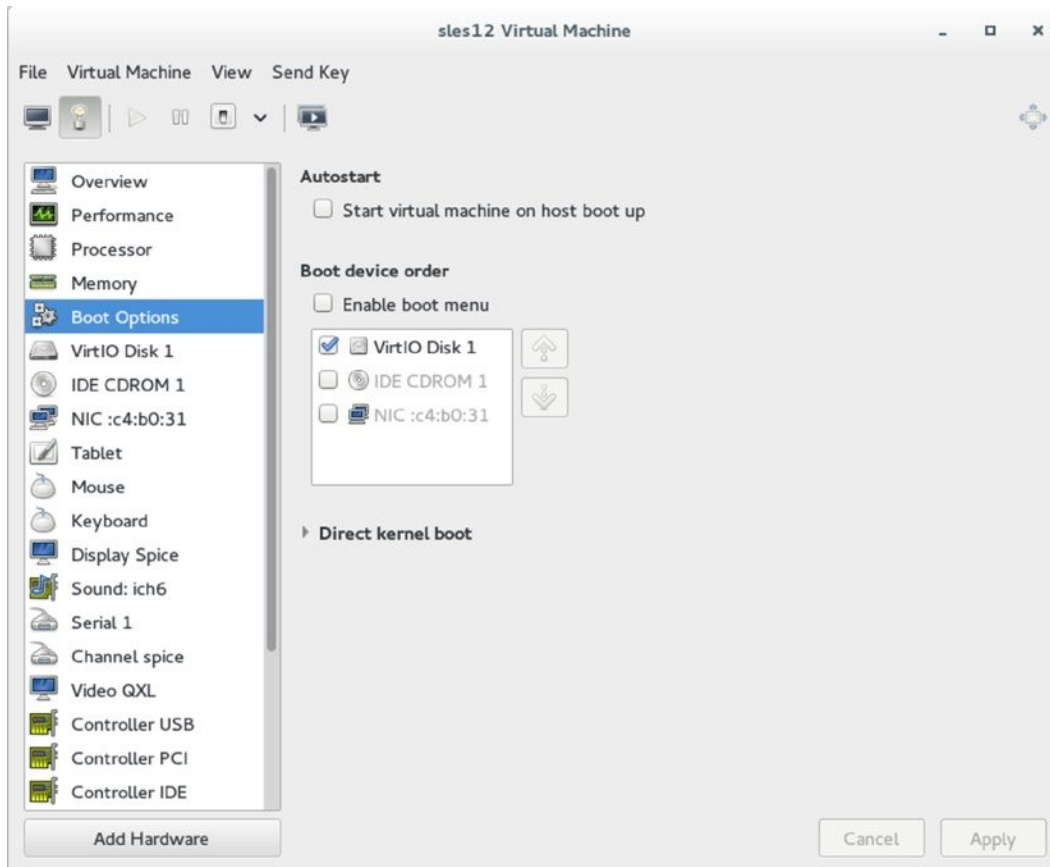 sles12 Virtual Machine
File Virtual Machine View Send Key
Overview
Performance
Processor
Memory
Boot Options
VirtIO Disk 1
IDE CDROM 1
NIC :c4:b0:31
Tablet
Mouse
Keyboard
Display Spice
Sound: ich6
Serial 1
Channel spice
Video QXL
Controller USB
Controller PCI
Controller IDE
Add Hardware
Autostart
Start virtual machine on host boot up
Boot device order
Enable boot menu
VirtIO Disk 1
IDE CDROM 1
NIC :c4:b0:31
Direct kernel boot
Cancel Apply